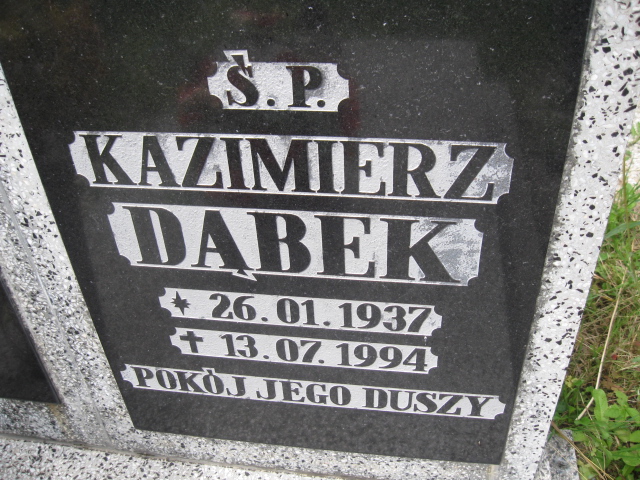 Ś.P.
KAZIMIERZ
DĄBEK
* 26.01.1937
✝ 13.07.1994
POKÓJ JEGO DUSZY